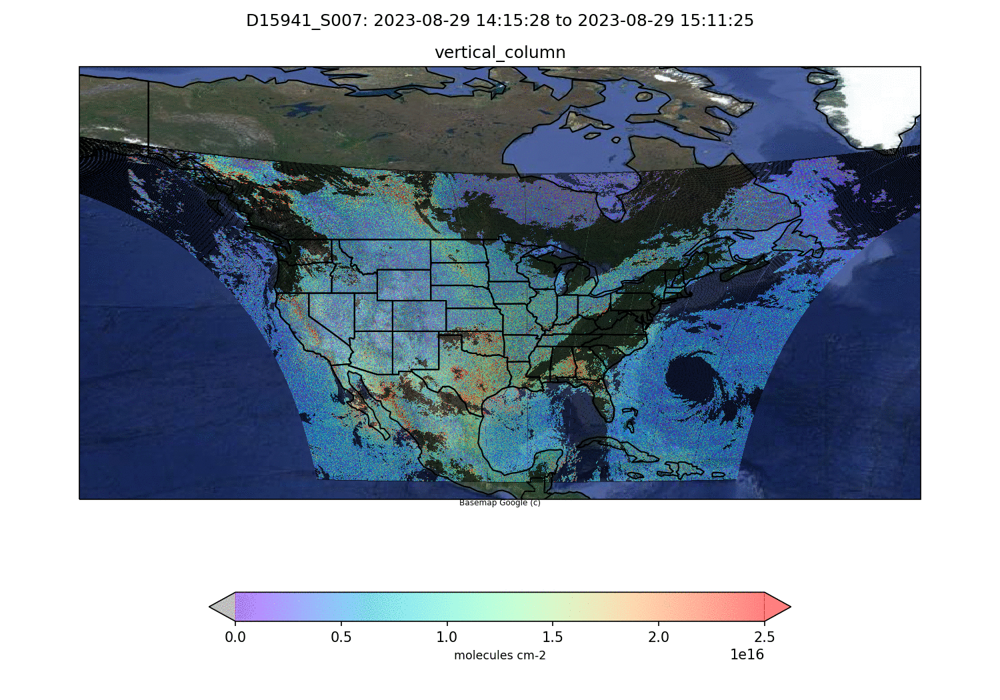 D15941_S007: 2023-08-29 14:15:28 to 2023-08-29 15:11:25
vertical_column
Basemap Google (c)
0.0 0.5 1.0 1.5 2.0 2.5
1e16
molecules cm-2